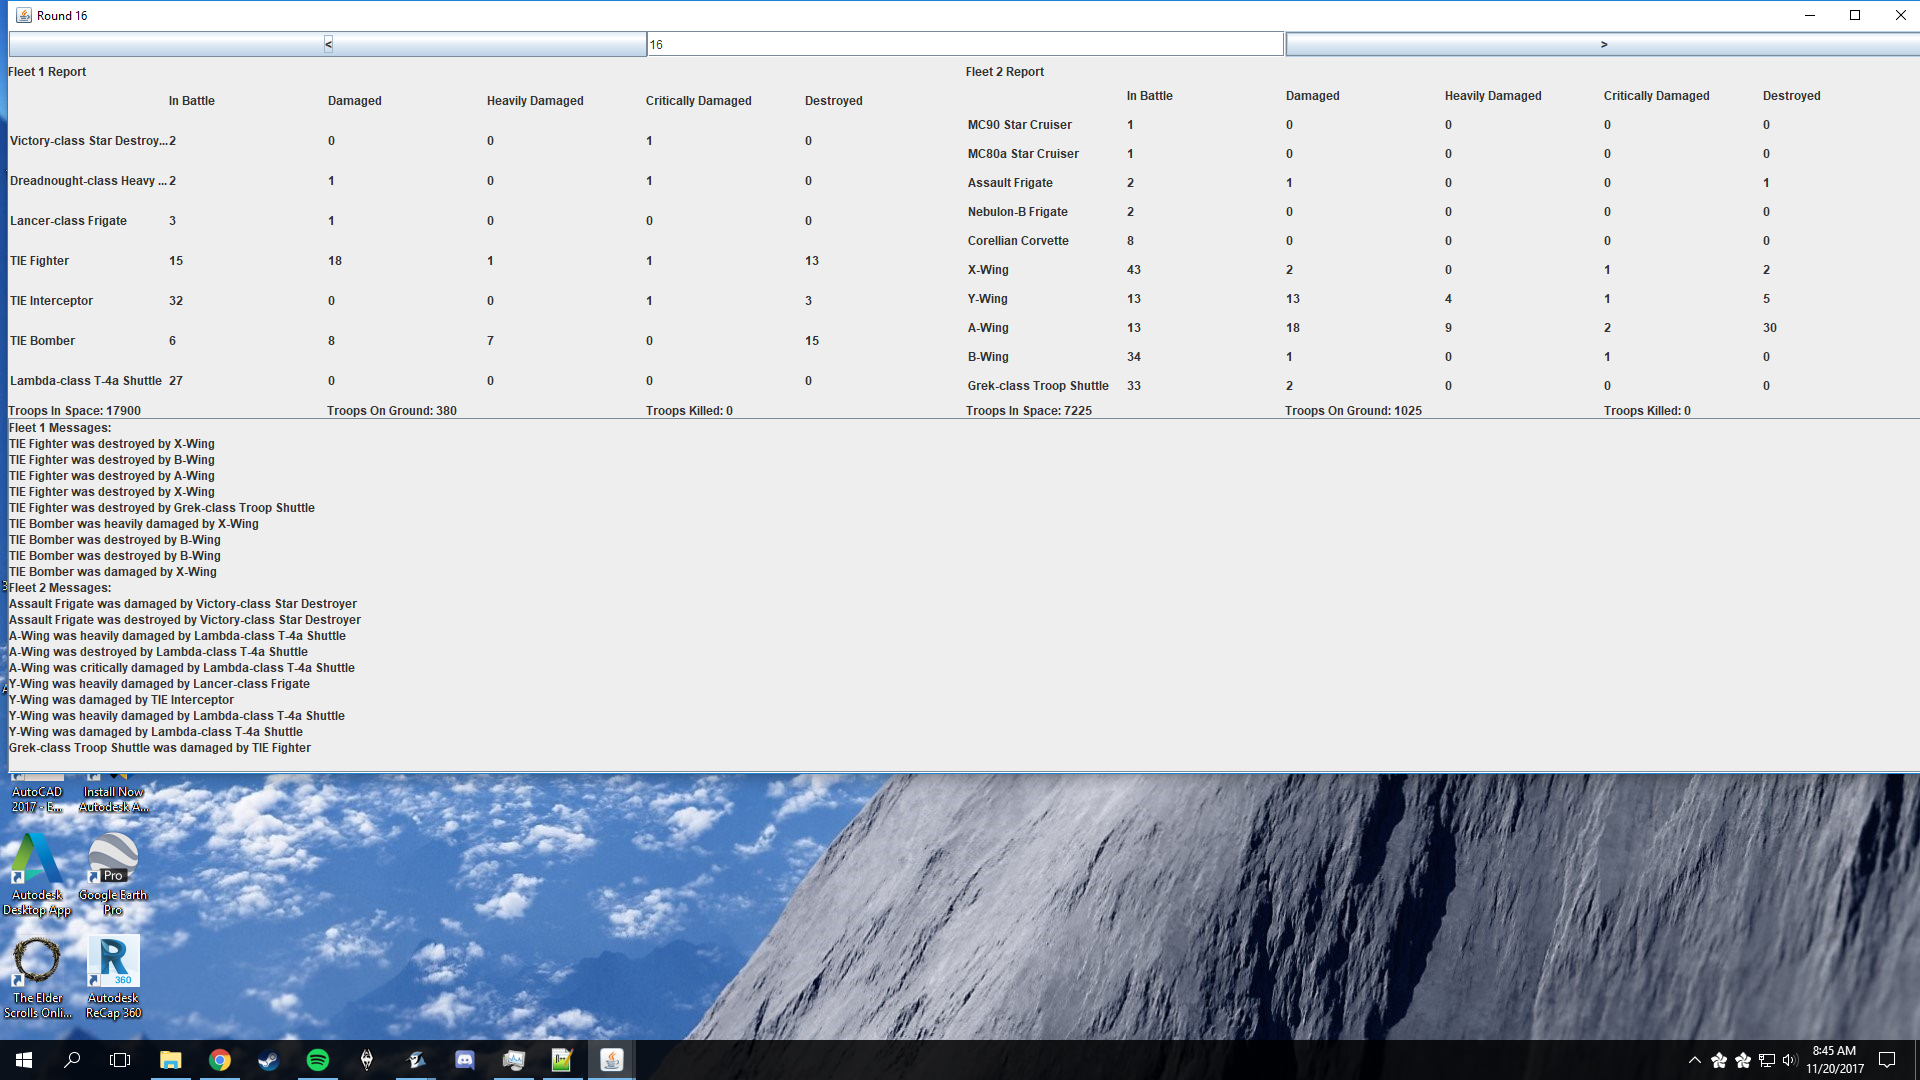 Round 16
<
16
>
Fleet 1 Report
In Battle Damaged Heavily Damaged Critically Damaged Destroyed
Victory-class Star Destroy... 2 0 0 1 0
Dreadnought-class Heavy ... 2 1 0 1 0
Lancer-class Frigate 3 1 0 0 0
TIE Fighter 15 18 1 1 13
TIE Interceptor 32 0 0 1 3
TIE Bomber 6 8 7 0 15
Lambda-class T-4a Shuttle 27 0 0 0 0
Troops In Space: 17900 Troops On Ground: 380 Troops Killed: 0
Fleet 2 Report
In Battle Damaged Heavily Damaged Critically Damaged Destroyed
MC90 Star Cruiser 1 0 0 0 0
MC80a Star Cruiser 1 0 0 0 0
Assault Frigate 2 1 0 0 1
Nebulon-B Frigate 2 0 0 0 0
Corellian Corvette 8 0 0 0 0
X-Wing 43 2 0 1 2
Y-Wing 13 13 4 1 5
A-Wing 13 18 9 2 30
B-Wing 34 1 0 1 0
Grek-class Troop Shuttle 33 2 0 0 0
Troops In Space: 7225 Troops On Ground: 1025 Troops Killed: 0
Fleet 1 Messages:
TIE Fighter was destroyed by X-Wing
TIE Fighter was destroyed by B-Wing
TIE Fighter was destroyed by A-Wing
TIE Fighter was destroyed by X-Wing
TIE Fighter was destroyed by Grek-class Troop Shuttle
TIE Bomber was heavily damaged by X-Wing
TIE Bomber was destroyed by B-Wing
TIE Bomber was destroyed by B-Wing
TIE Bomber was damaged by X-Wing
Fleet 2 Messages:
Assault Frigate was damaged by Victory-class Star Destroyer
Assault Frigate was destroyed by Victory-class Star Destroyer
A-Wing was heavily damaged by Lambda-class T-4a Shuttle
A-Wing was destroyed by Lambda-class T-4a Shuttle
A-Wing was critically damaged by Lambda-class T-4a Shuttle
Y-Wing was heavily damaged by Lancer-class Frigate
Y-Wing was damaged by TIE Interceptor
Y-Wing was heavily damaged by Lambda-class T-4a Shuttle
Y-Wing was damaged by Lambda-class T-4a Shuttle
Grek-class Troop Shuttle was damaged by TIE Fighter
AutoCAD
2017 - E...
Install Now
Autodesk A...
Autodesk
Desktop App
Pro
Google Earth
Pro
The Elder
Scrolls Onli...
R
360
Autodesk
ReCap 360
8:45 AM
11/20/2017